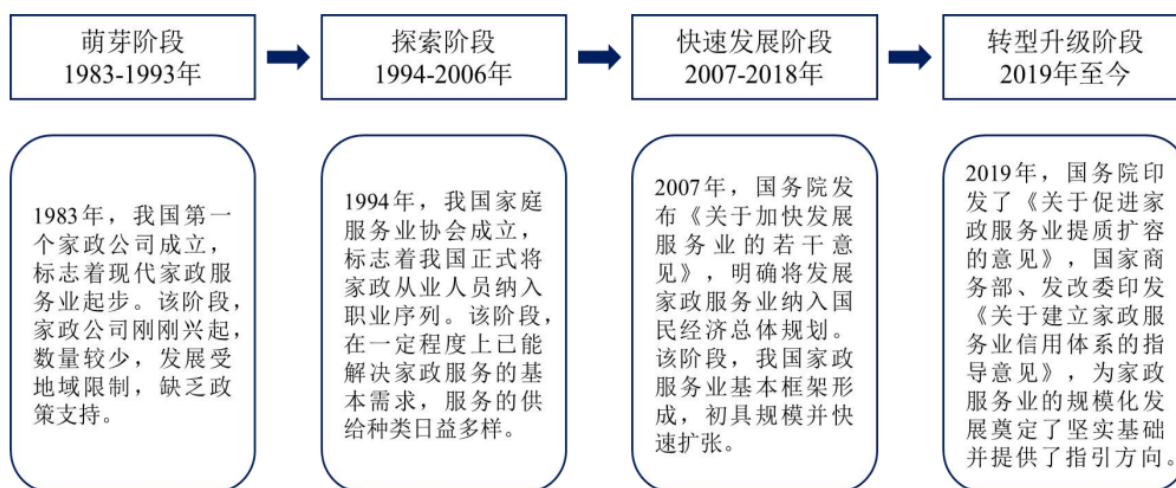 萌芽阶段
1983-1993年
探索阶段
1994-2006年
快速发展阶段
2007-2018年
转型升级阶段
2019年至今
1983年，我国第一
个家政公司成立，
标志着现代家政服
务业起步。该阶段，
家政公司刚刚兴起，
数量较少，发展受
地域限制，缺乏政
策支持。
1994年，我国家庭
服务业协会成立，
标志着我国正式将
家政从业人员纳入
职业序列。该阶段，
在一定程度上已能
解决家政服务的基
本需求，服务的供
给种类日益多样。
2007年，国务院发
布《关于加快发展
服务业的若干意
见》，明确将发展
家政服务业纳入国
民经济总体规划。
该阶段，我国家政
服务业基本框架形
成，初具规模并快
速扩张。
2019年，国务院印
发了《关于促进家
政服务业提质扩容
的意见》，国家商
务部、发改委印发
《关于建立家政服
务业信用体系的指
导意见》，为家政
服务业的规模化发
展奠定了坚实基础
并提供了指引方向。